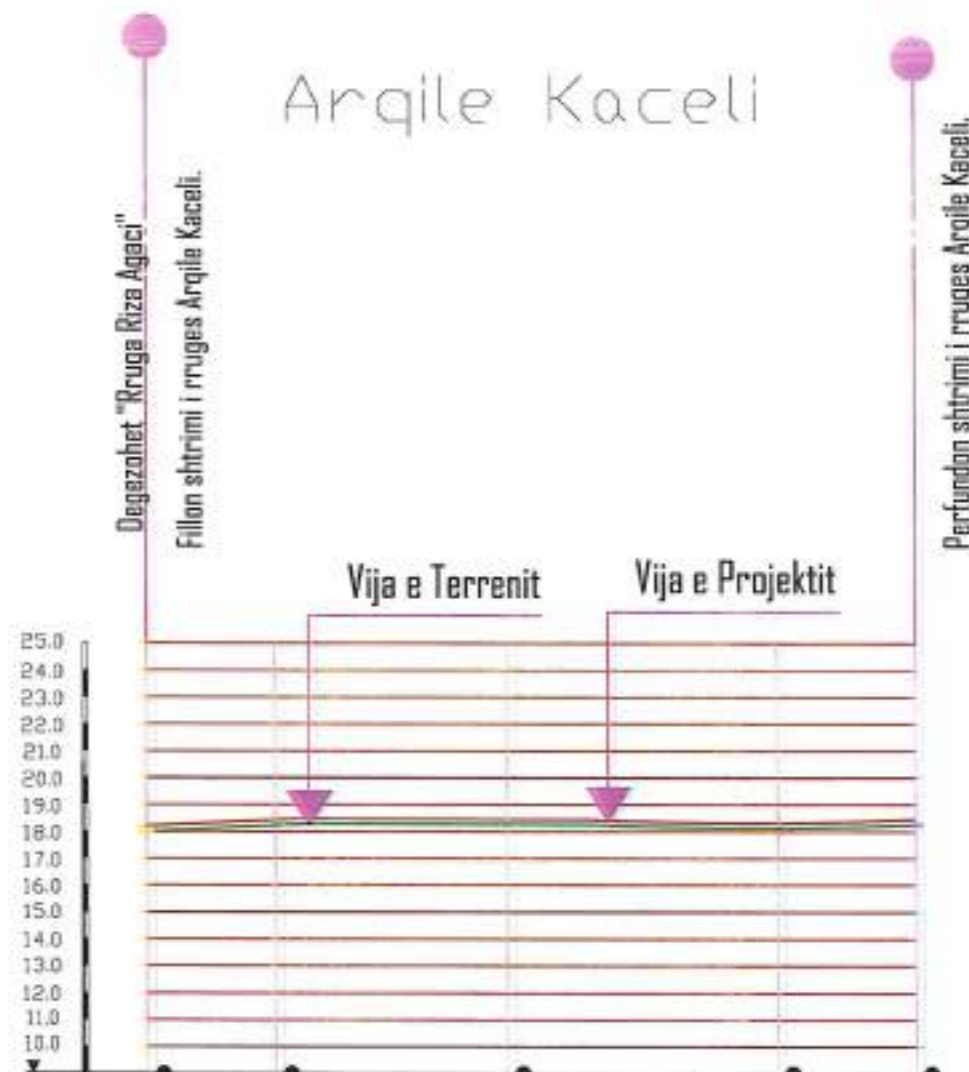 Arqile Kaceli
Degezohet "Rruga Riza Agaci"
Fillon shtrimi i rruges Arqile Kaceli.
Perfundon shtrimi i rruges Arqile Kaceli.
Vija e Terrenit
Vija e Projektit
25.0
24.0
23.0
22.0
21.0
20.0
19.0
18.0
17.0
16.0
15.0
14.0
13.0
12.0
11.0
10.0